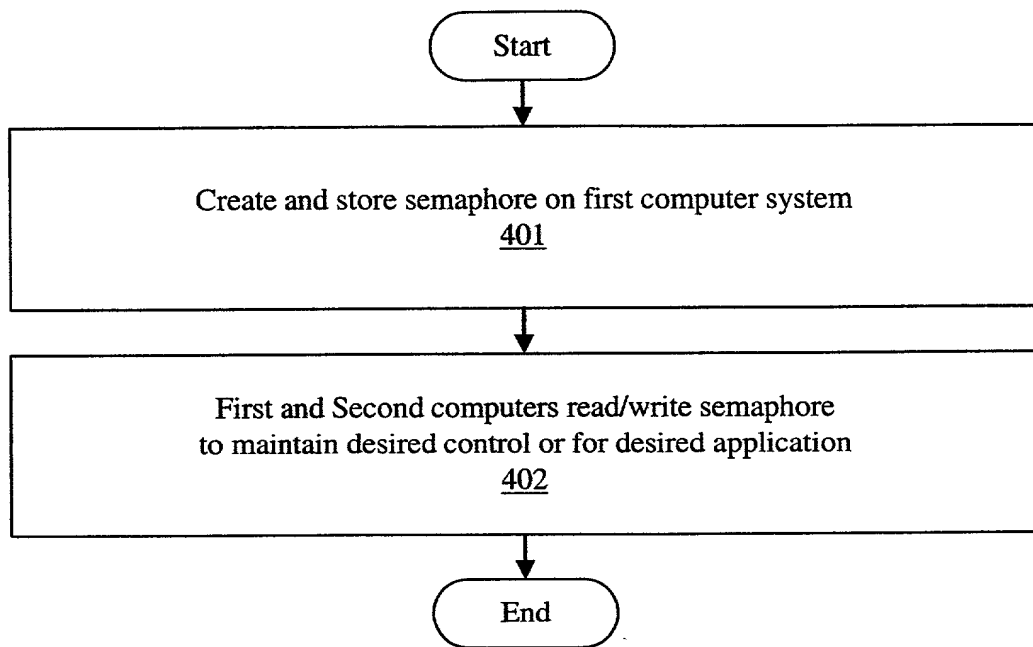 Start
Create and store semaphore on first computer system
401
First and Second computers read/write semaphore
to maintain desired control or for desired application
402
End